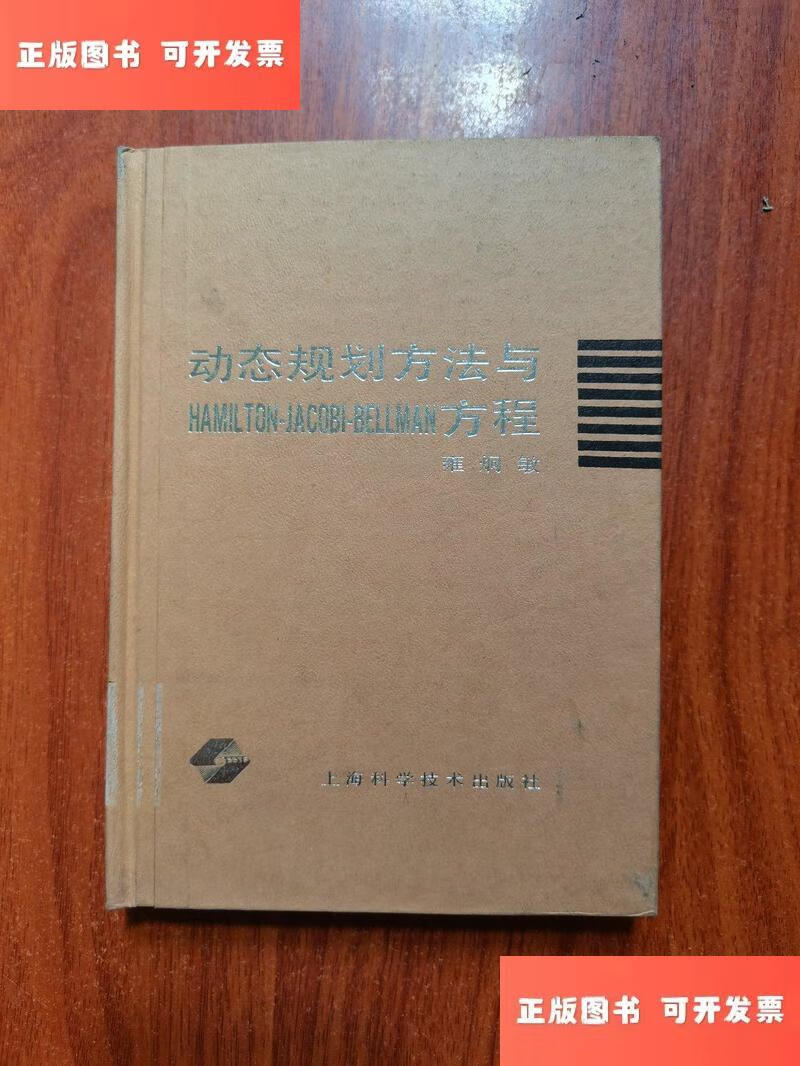 正版图书 可开发票
动态规划方法与
HAMILTON-JACOBI-BELLMAN方程
雍炯敏
上海科学技术出版社
正版图书 可开发票